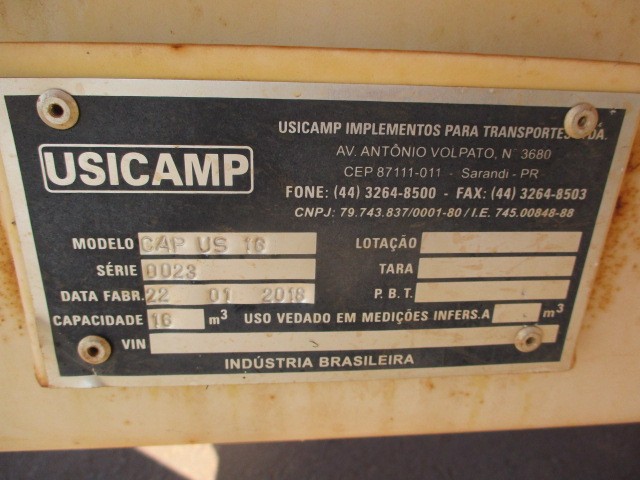 USICAMP
USICAMP IMPLEMENTOS PARA TRANSPORTES LTDA.
AV. ANTÔNIO VOLPATO, N° 3680
CEP 87111-011 - Sarandi - PR
FONE: (44) 3264-8500 - FAX: (44) 3264-8503
CNPJ: 79.743.837/0001-80 / I.E. 745.00848-88
MODELO CAP US 16
SÉRIE 0023
DATA FABR. 22 01 2018
LOTAÇÃO
TARA
P.B.T.
CAPACIDADE 16 m³ USO VEDADO EM MEDIÇÕES INFERS.A m³
VIN
INDÚSTRIA BRASILEIRA